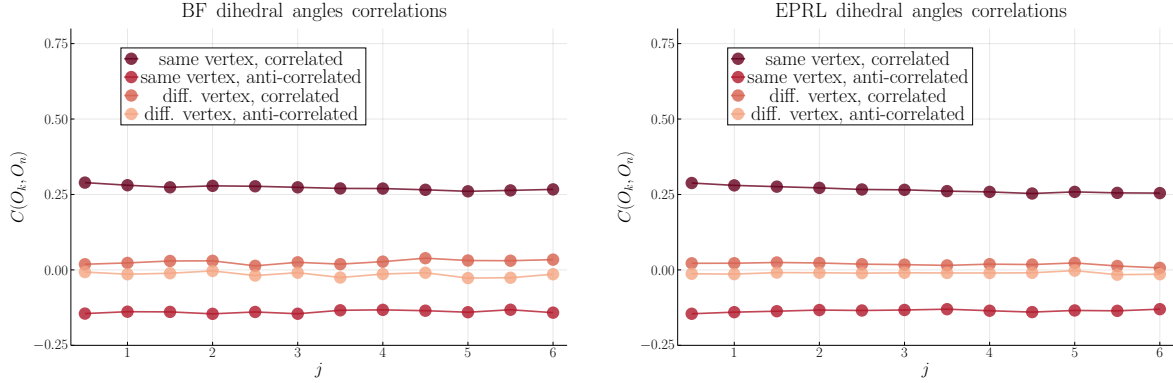 BF dihedral angles correlations
0.75
0.50
0.25
0.00
−0.25
C(O_k, O_n)
same vertex, correlated
same vertex, anti-correlated
diff. vertex, correlated
diff. vertex, anti-correlated
1 2 3 4 5 6
j
EPRL dihedral angles correlations
0.75
0.50
0.25
0.00
−0.25
C(O_k, O_n)
same vertex, correlated
same vertex, anti-correlated
diff. vertex, correlated
diff. vertex, anti-correlated
1 2 3 4 5 6
j